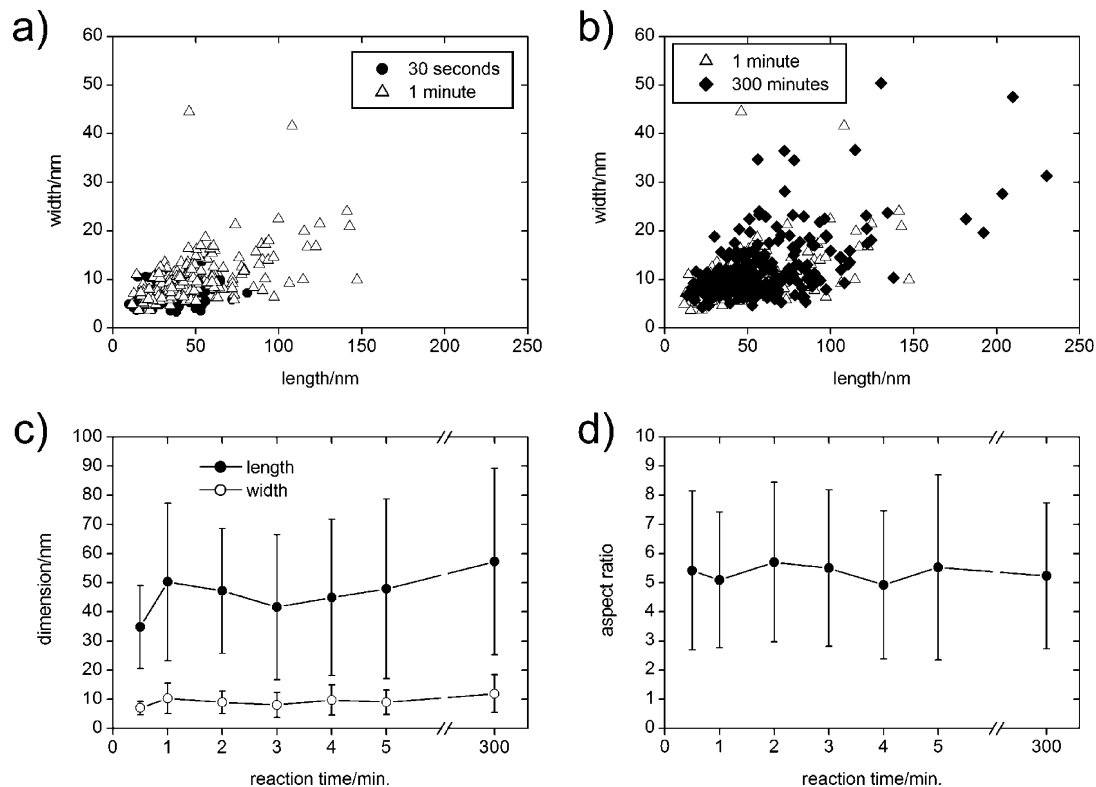 a)
60
50
40
30
20
10
0
width/nm
30 seconds
1 minute
0 50 100 150 200 250
length/nm
b)
60
50
40
30
20
10
0
width/nm
1 minute
300 minutes
0 50 100 150 200 250
length/nm
c)
100
90
80
70
60
50
40
30
20
10
0
dimension/nm
length
width
0 1 2 3 4 5 300
reaction time/min.
d)
10
9
8
7
6
5
4
3
2
1
0
aspect ratio
0 1 2 3 4 5 300
reaction time/min.